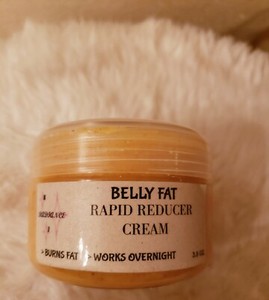 BELLY FAT
RAPID REDUCER
CREAM
> BURNS FAT > WORKS OVERNIGHT